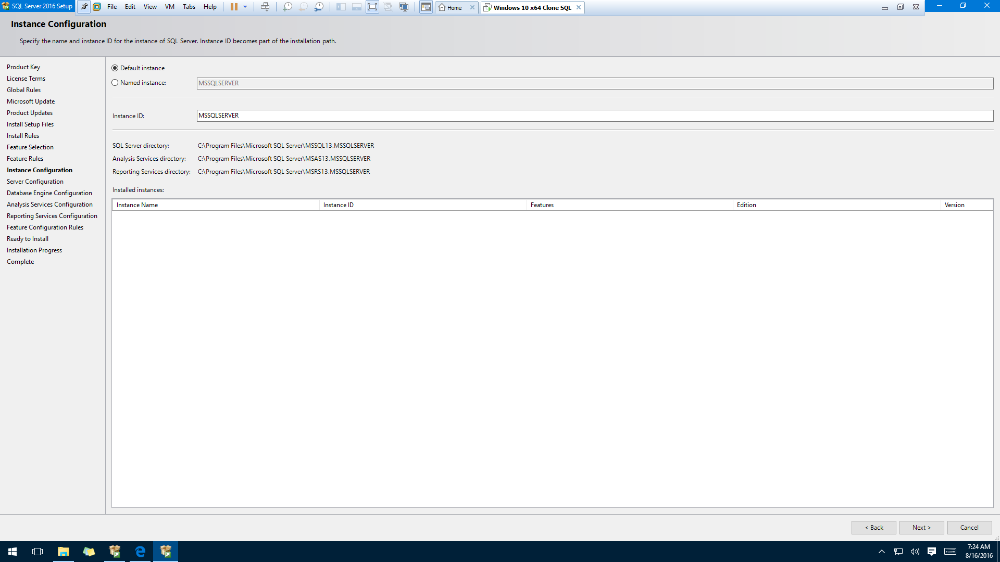 SQL Server 2016 Setup
File Edit View VM Tabs Help
Home
Windows 10 x64 Clone SQL
Instance Configuration
Specify the name and instance ID for the instance of SQL Server. Instance ID becomes part of the installation path.
Product Key
License Terms
Global Rules
Microsoft Update
Product Updates
Install Setup Files
Install Rules
Feature Selection
Feature Rules
Instance Configuration
Server Configuration
Database Engine Configuration
Analysis Services Configuration
Reporting Services Configuration
Feature Configuration Rules
Ready to Install
Installation Progress
Complete
Default instance
Named instance: MSSQLSERVER
Instance ID: MSSQLSERVER
SQL Server directory: C:\Program Files\Microsoft SQL Server\MSSQL13.MSSQLSERVER
Analysis Services directory: C:\Program Files\Microsoft SQL Server\MSAS13.MSSQLSERVER
Reporting Services directory: C:\Program Files\Microsoft SQL Server\MSRS13.MSSQLSERVER
Installed instances:
Instance Name Instance ID Features Edition Version
< Back Next > Cancel
7:24 AM
8/16/2016